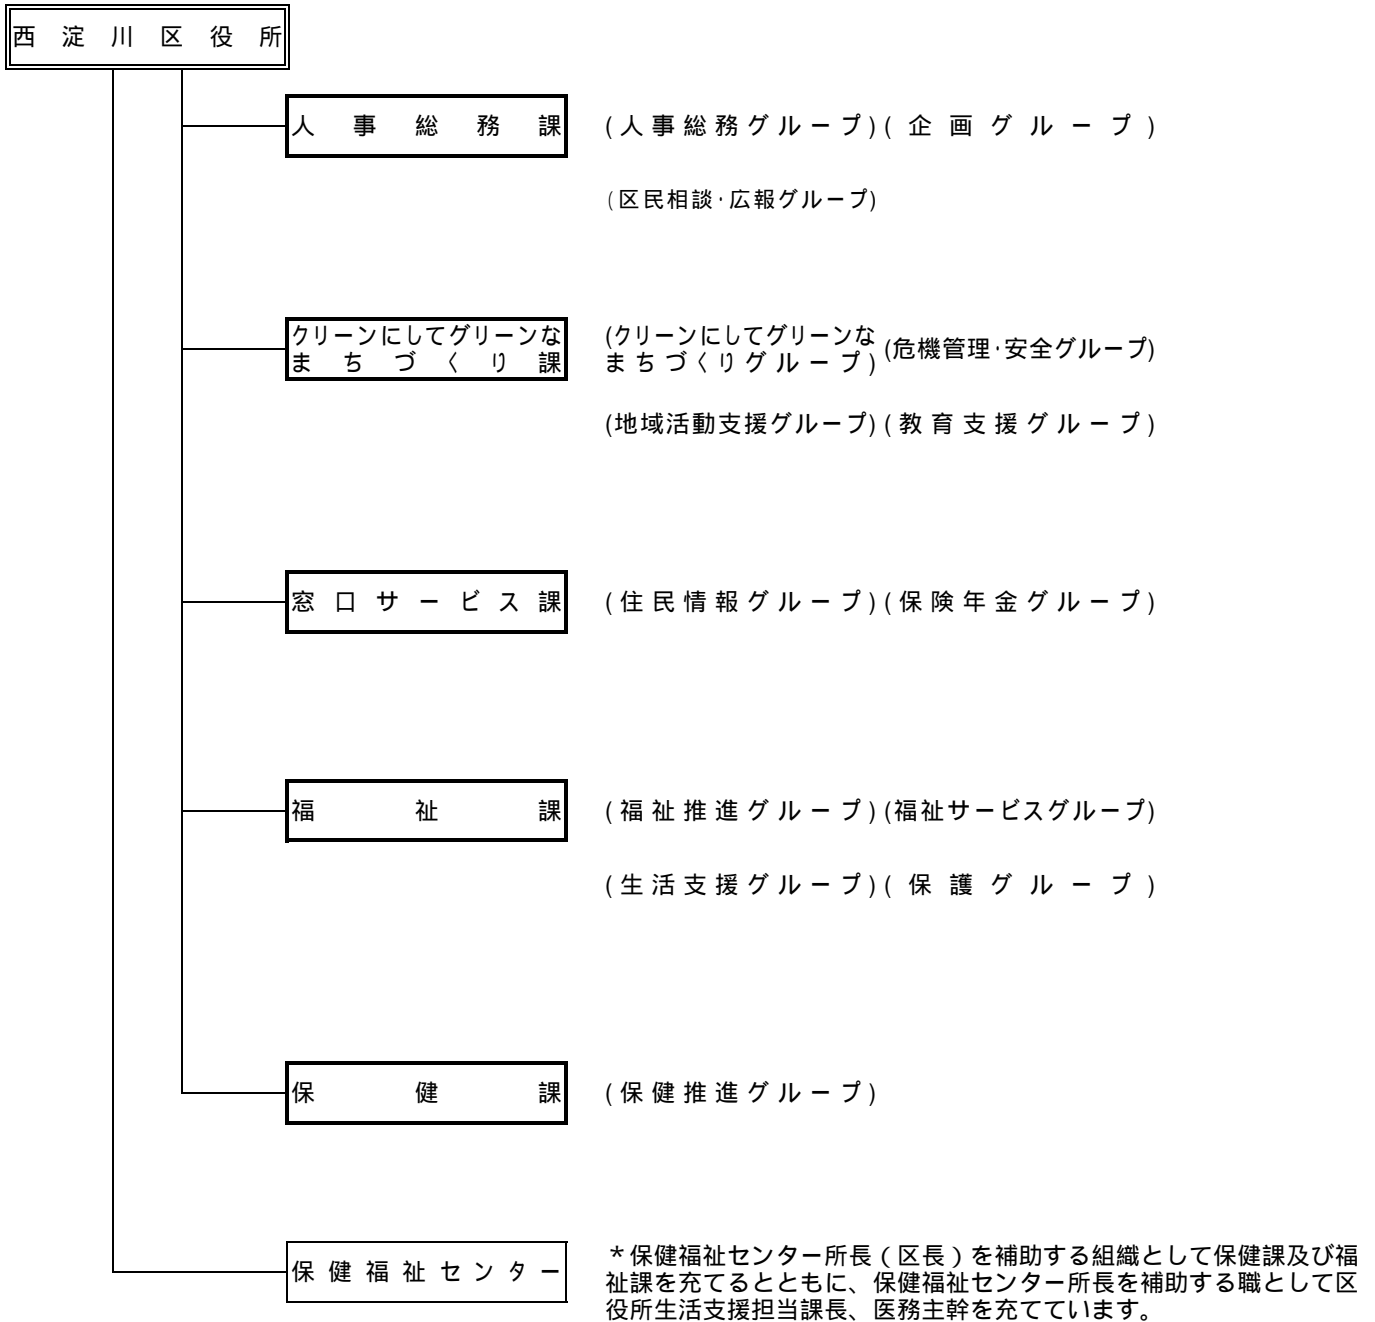 西淀川区役所
人事総務課 (人事総務グループ)(企画グループ)
(区民相談・広報グループ)
クリーンにしてグリーンな
まちづくり課
(クリーンにしてグリーンな
まちづくりグループ)
(危機管理・安全グループ)
(地域活動支援グループ)(教育支援グループ)
窓口サービス課 (住民情報グループ)(保険年金グループ)
福祉課 (福祉推進グループ)(福祉サービスグループ)
(生活支援グループ)(保護グループ)
保健課 (保健推進グループ)
保健福祉センター
*保健福祉センター所長(区長)を補助する組織として保健課及び福
祉課を充てるとともに、保健福祉センター所長を補助する職として区
役所生活支援担当課長、医務主幹を充てています。